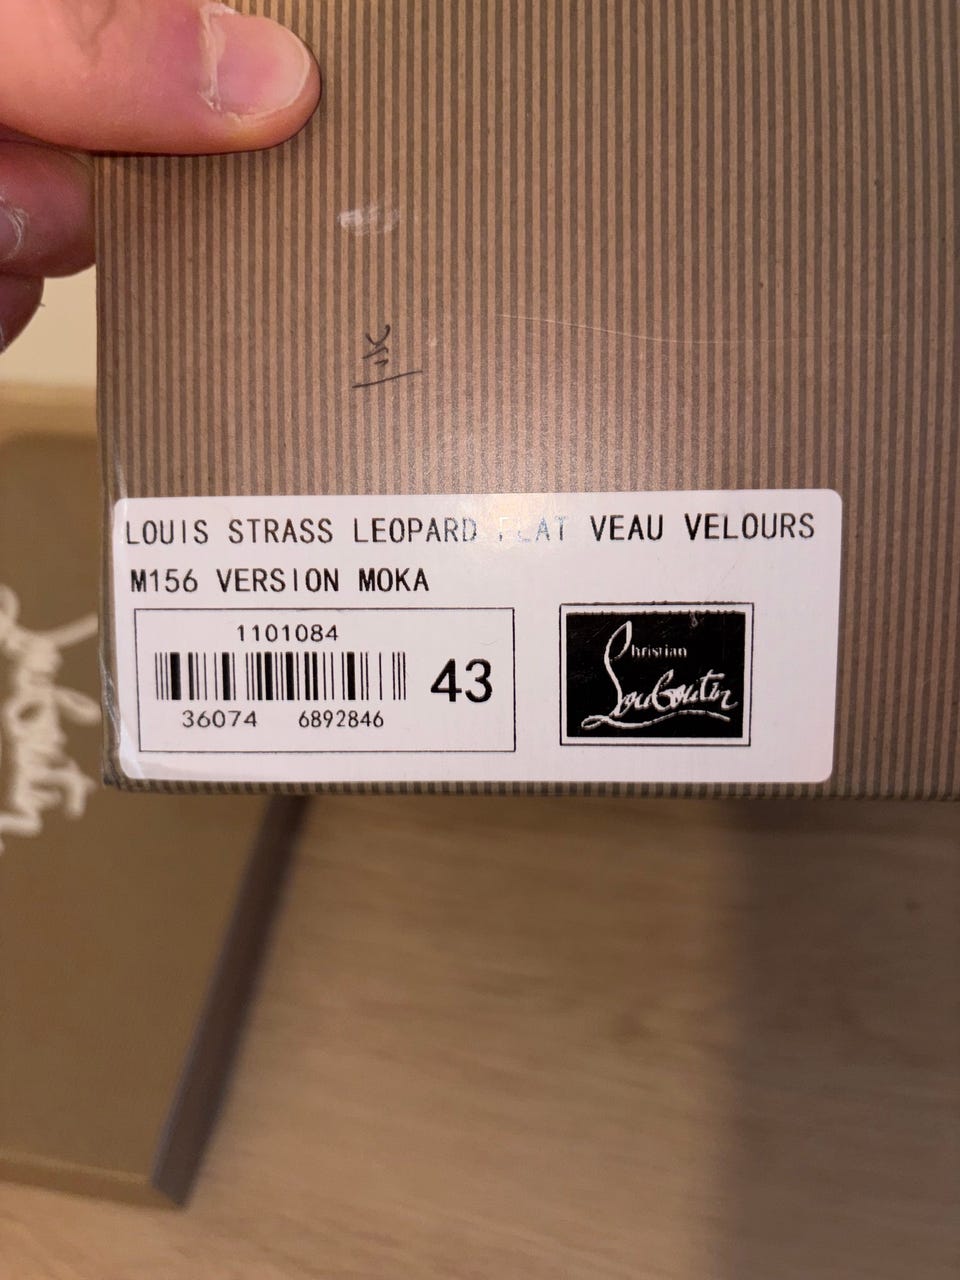 LOUIS STRASS LEOPARD FLAT VEAU VELOURS
M156 VERSION MOKA
1101084
36074 6892846
43
Christian
Louboutin